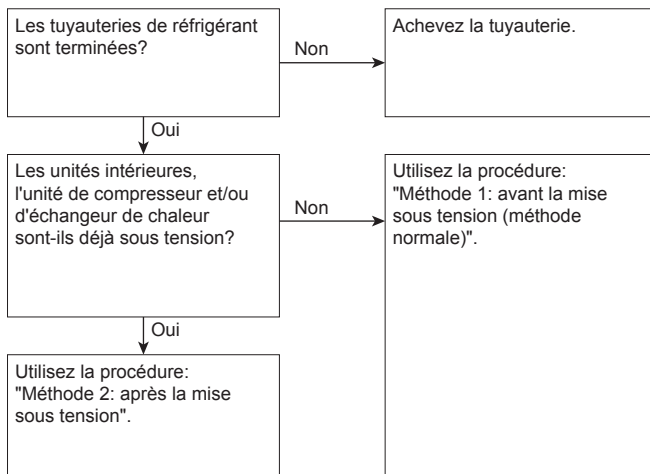 Les tuyauteries de réfrigérant
sont terminées?
Non
Achevez la tuyauterie.
Oui
Les unités intérieures,
l'unité de compresseur et/ou
d'échangeur de chaleur
sont-ils déjà sous tension?
Non
Utilisez la procédure:
"Méthode 1: avant la mise
sous tension (méthode
normale)".
Oui
Utilisez la procédure:
"Méthode 2: après la mise
sous tension".